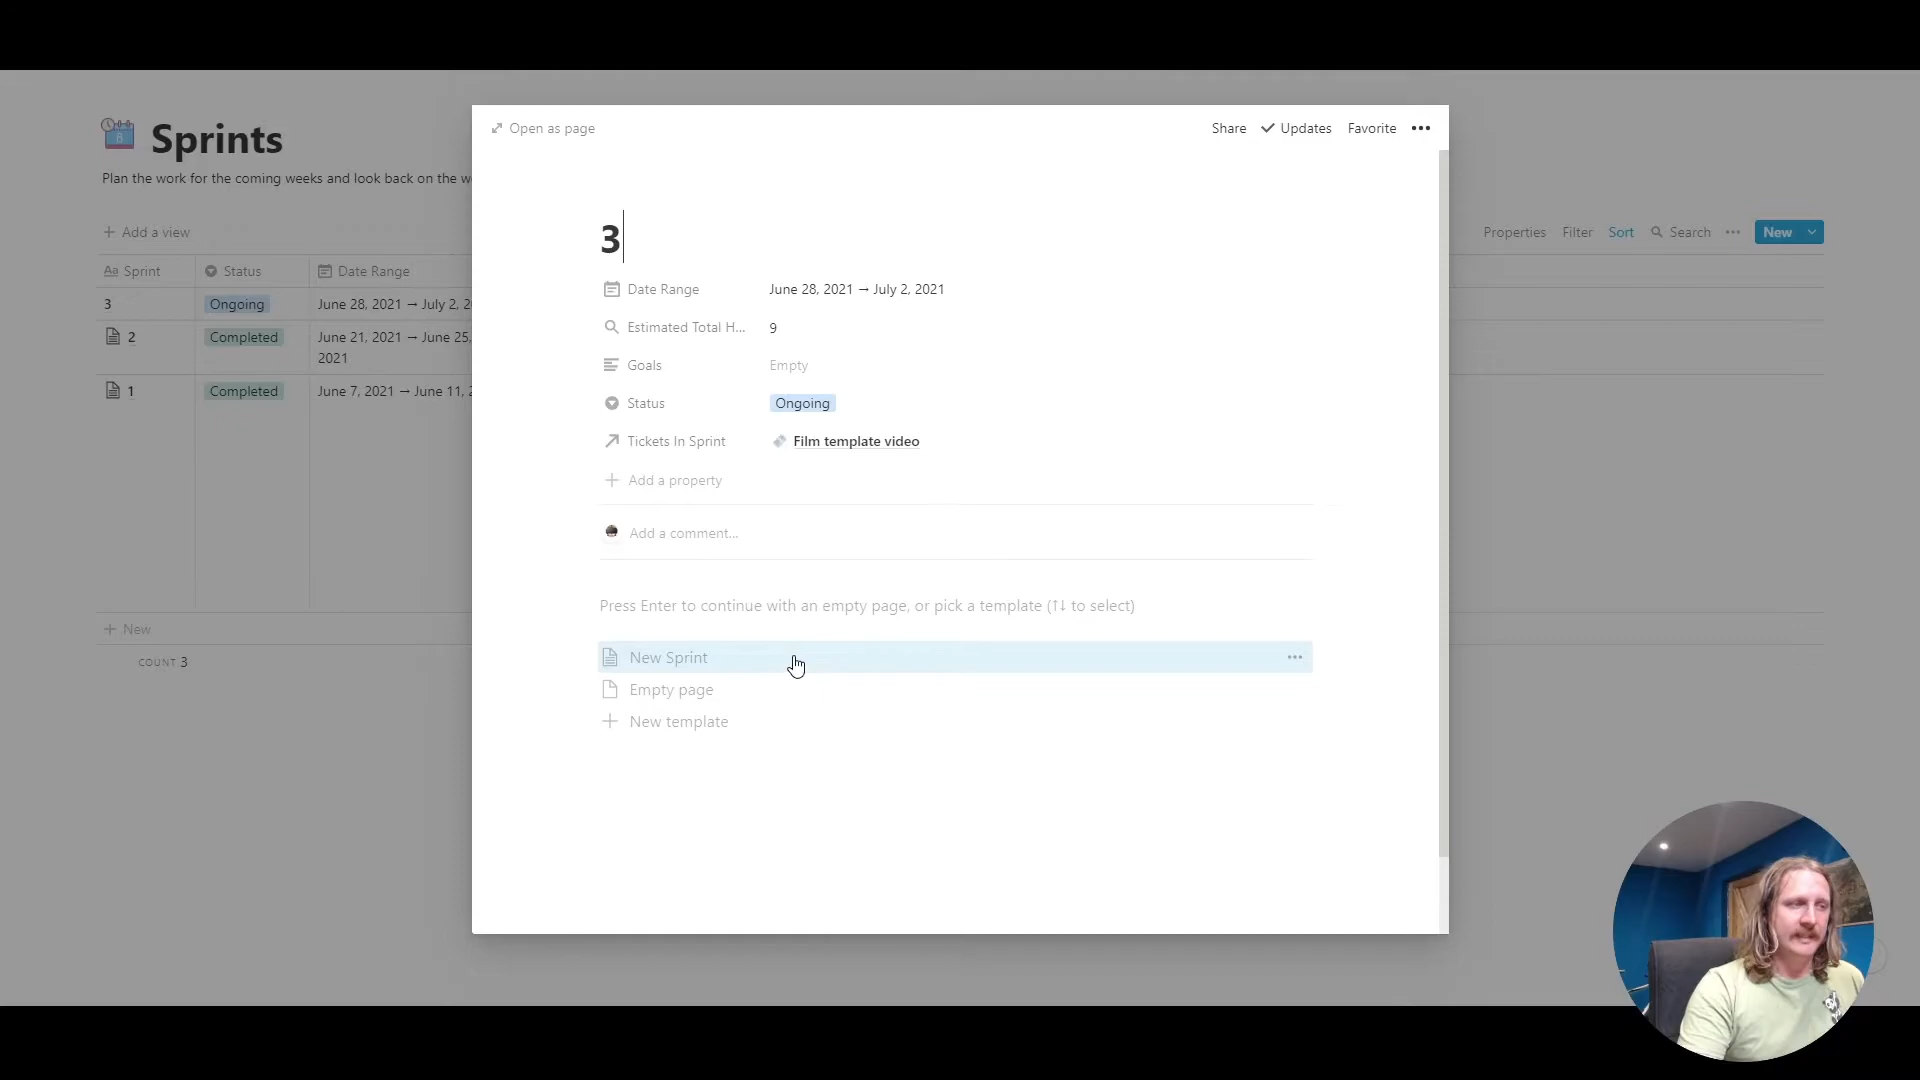 Open as page
Share
Updates
Favorite
Sprints
Plan the work for the coming weeks and look back on the w
Add a view
Properties
Filter
Sort
Search
New
Aa Sprint
Status
Date Range
3
Ongoing
June 28, 2021 → July 2, 2
2
Completed
June 21, 2021 → June 25,
2021
1
Completed
June 7, 2021 → June 11, 2
New
COUNT 3
3
Date Range
June 28, 2021 → July 2, 2021
Estimated Total H...
9
Goals
Empty
Status
Ongoing
Tickets In Sprint
Film template video
Add a property
Add a comment...
Press Enter to continue with an empty page, or pick a template (↑↓ to select)
New Sprint
Empty page
New template